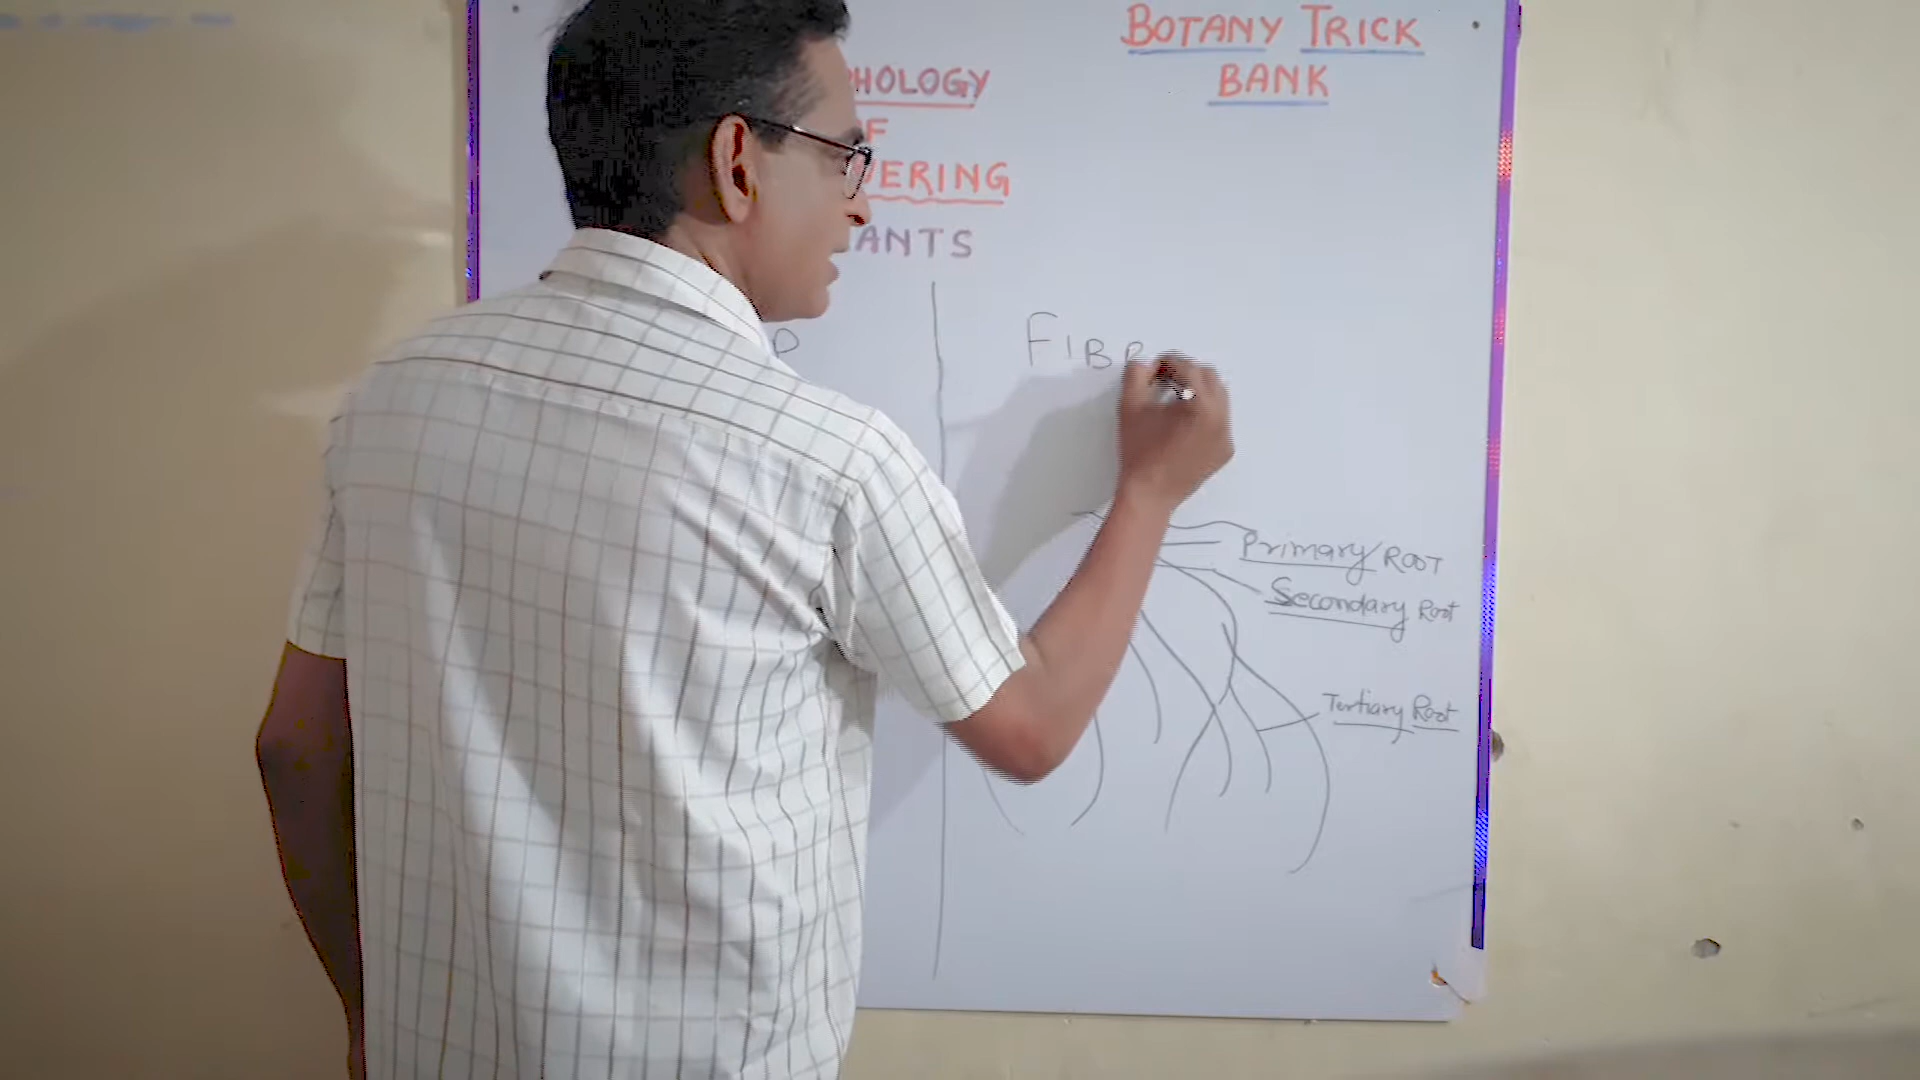 BOTANY TRICK
BANK
PHOLOGY
F
WERING
ANTS
P
FIBR
Primary ROOT
Secondary Root
Tertiary Root